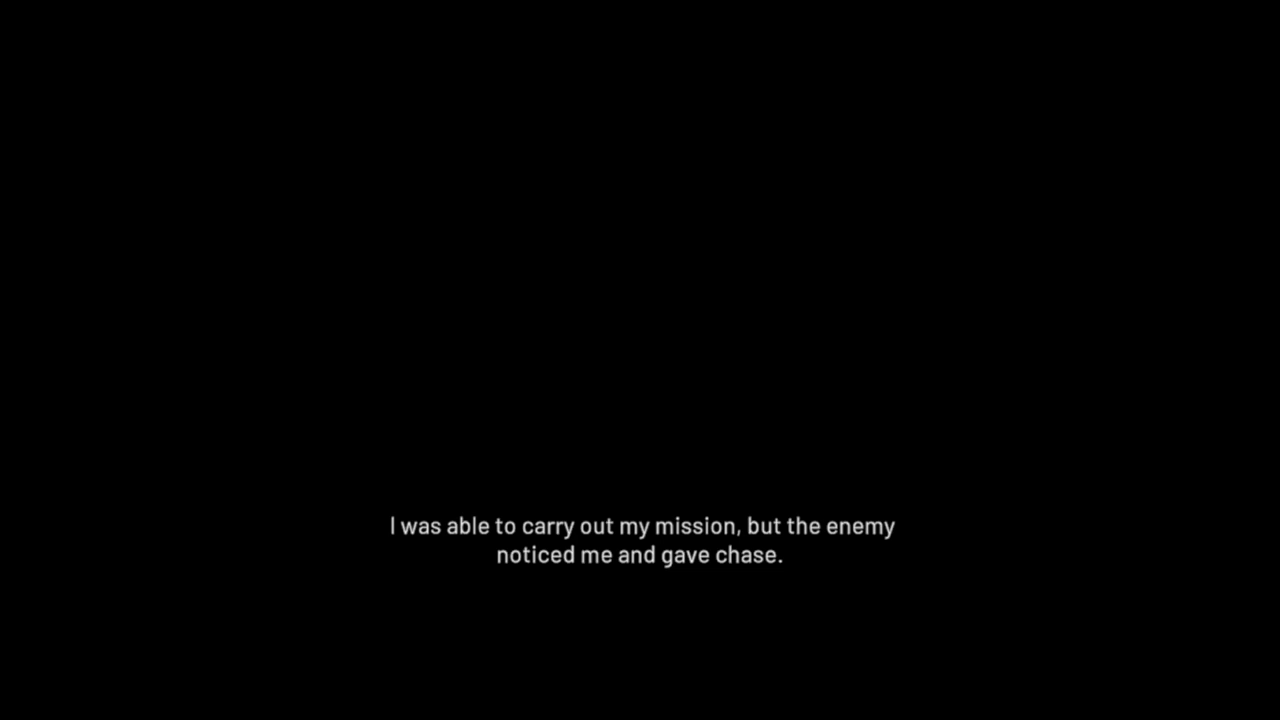 I was able to carry out my mission, but the enemy
noticed me and gave chase.